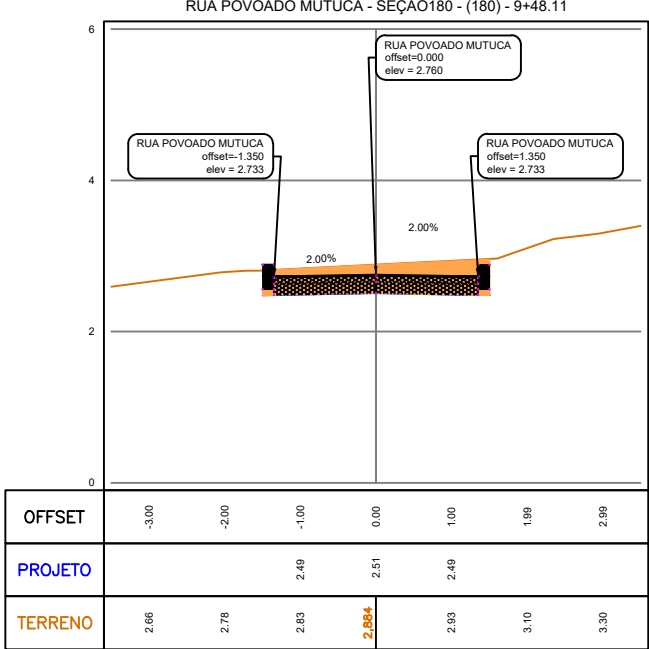 RUA POVOADO MUTUCA - SEÇÃO180 - (180) - 9+48.11
6
RUA POVOADO MUTUCA
offset=0.000
elev = 2.760
RUA POVOADO MUTUCA
offset=-1.350
elev = 2.733
RUA POVOADO MUTUCA
offset=1.350
elev = 2.733
4
2.00%
2.00%
2
0
OFFSET -3.00 -2.00 -1.00 0.00 1.00 1.99 2.99
PROJETO 2.49 2.51 2.49
TERRENO 2.66 2.78 2.83 2,884 2.93 3.10 3.30